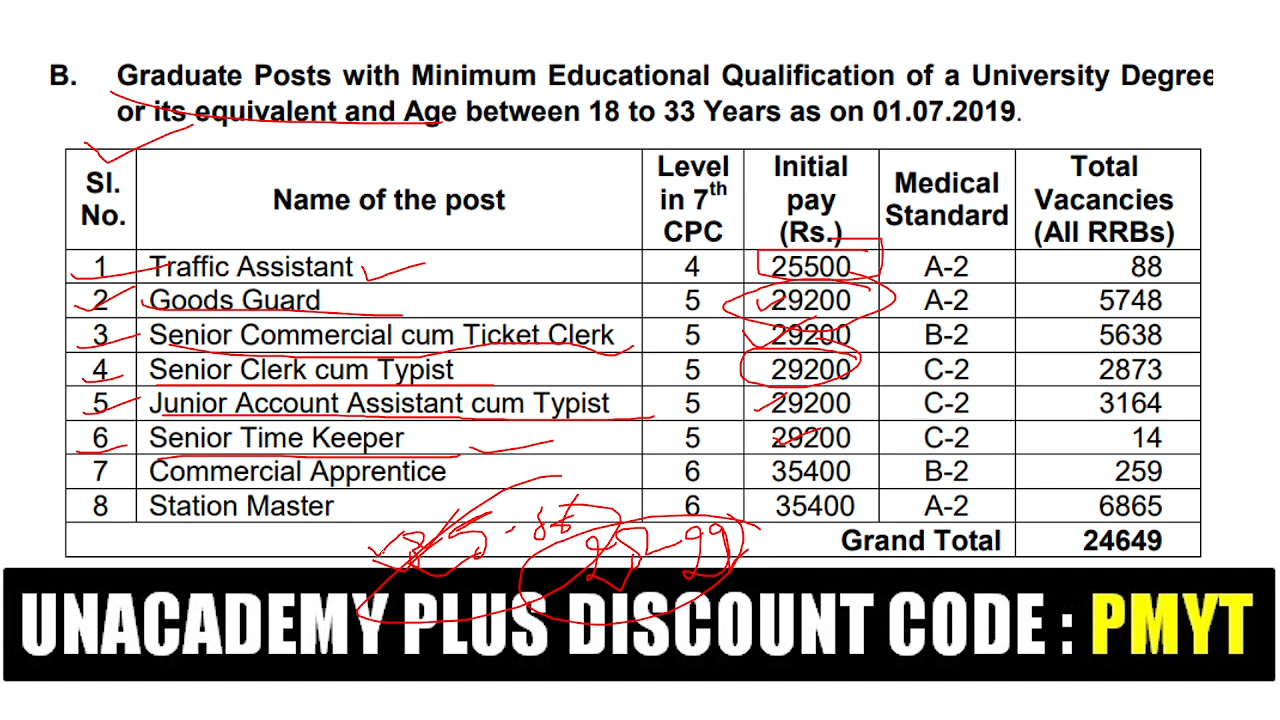 B. Graduate Posts with Minimum Educational Qualification of a University Degree
or its equivalent and Age between 18 to 33 Years as on 01.07.2019.
Sl. No. Name of the post Level in 7th CPC Initial pay (Rs.) Medical Standard Total Vacancies (All RRBs)
1 Traffic Assistant 4 25500 A-2 88
2 Goods Guard 5 29200 A-2 5748
3 Senior Commercial cum Ticket Clerk 5 29200 B-2 5638
4 Senior Clerk cum Typist 5 29200 C-2 2873
5 Junior Account Assistant cum Typist 5 29200 C-2 3164
6 Senior Time Keeper 5 29200 C-2 14
7 Commercial Apprentice 6 35400 B-2 259
8 Station Master 6 35400 A-2 6865
Grand Total 24649
UNACADEMY PLUS DISCOUNT CODE : PMYT